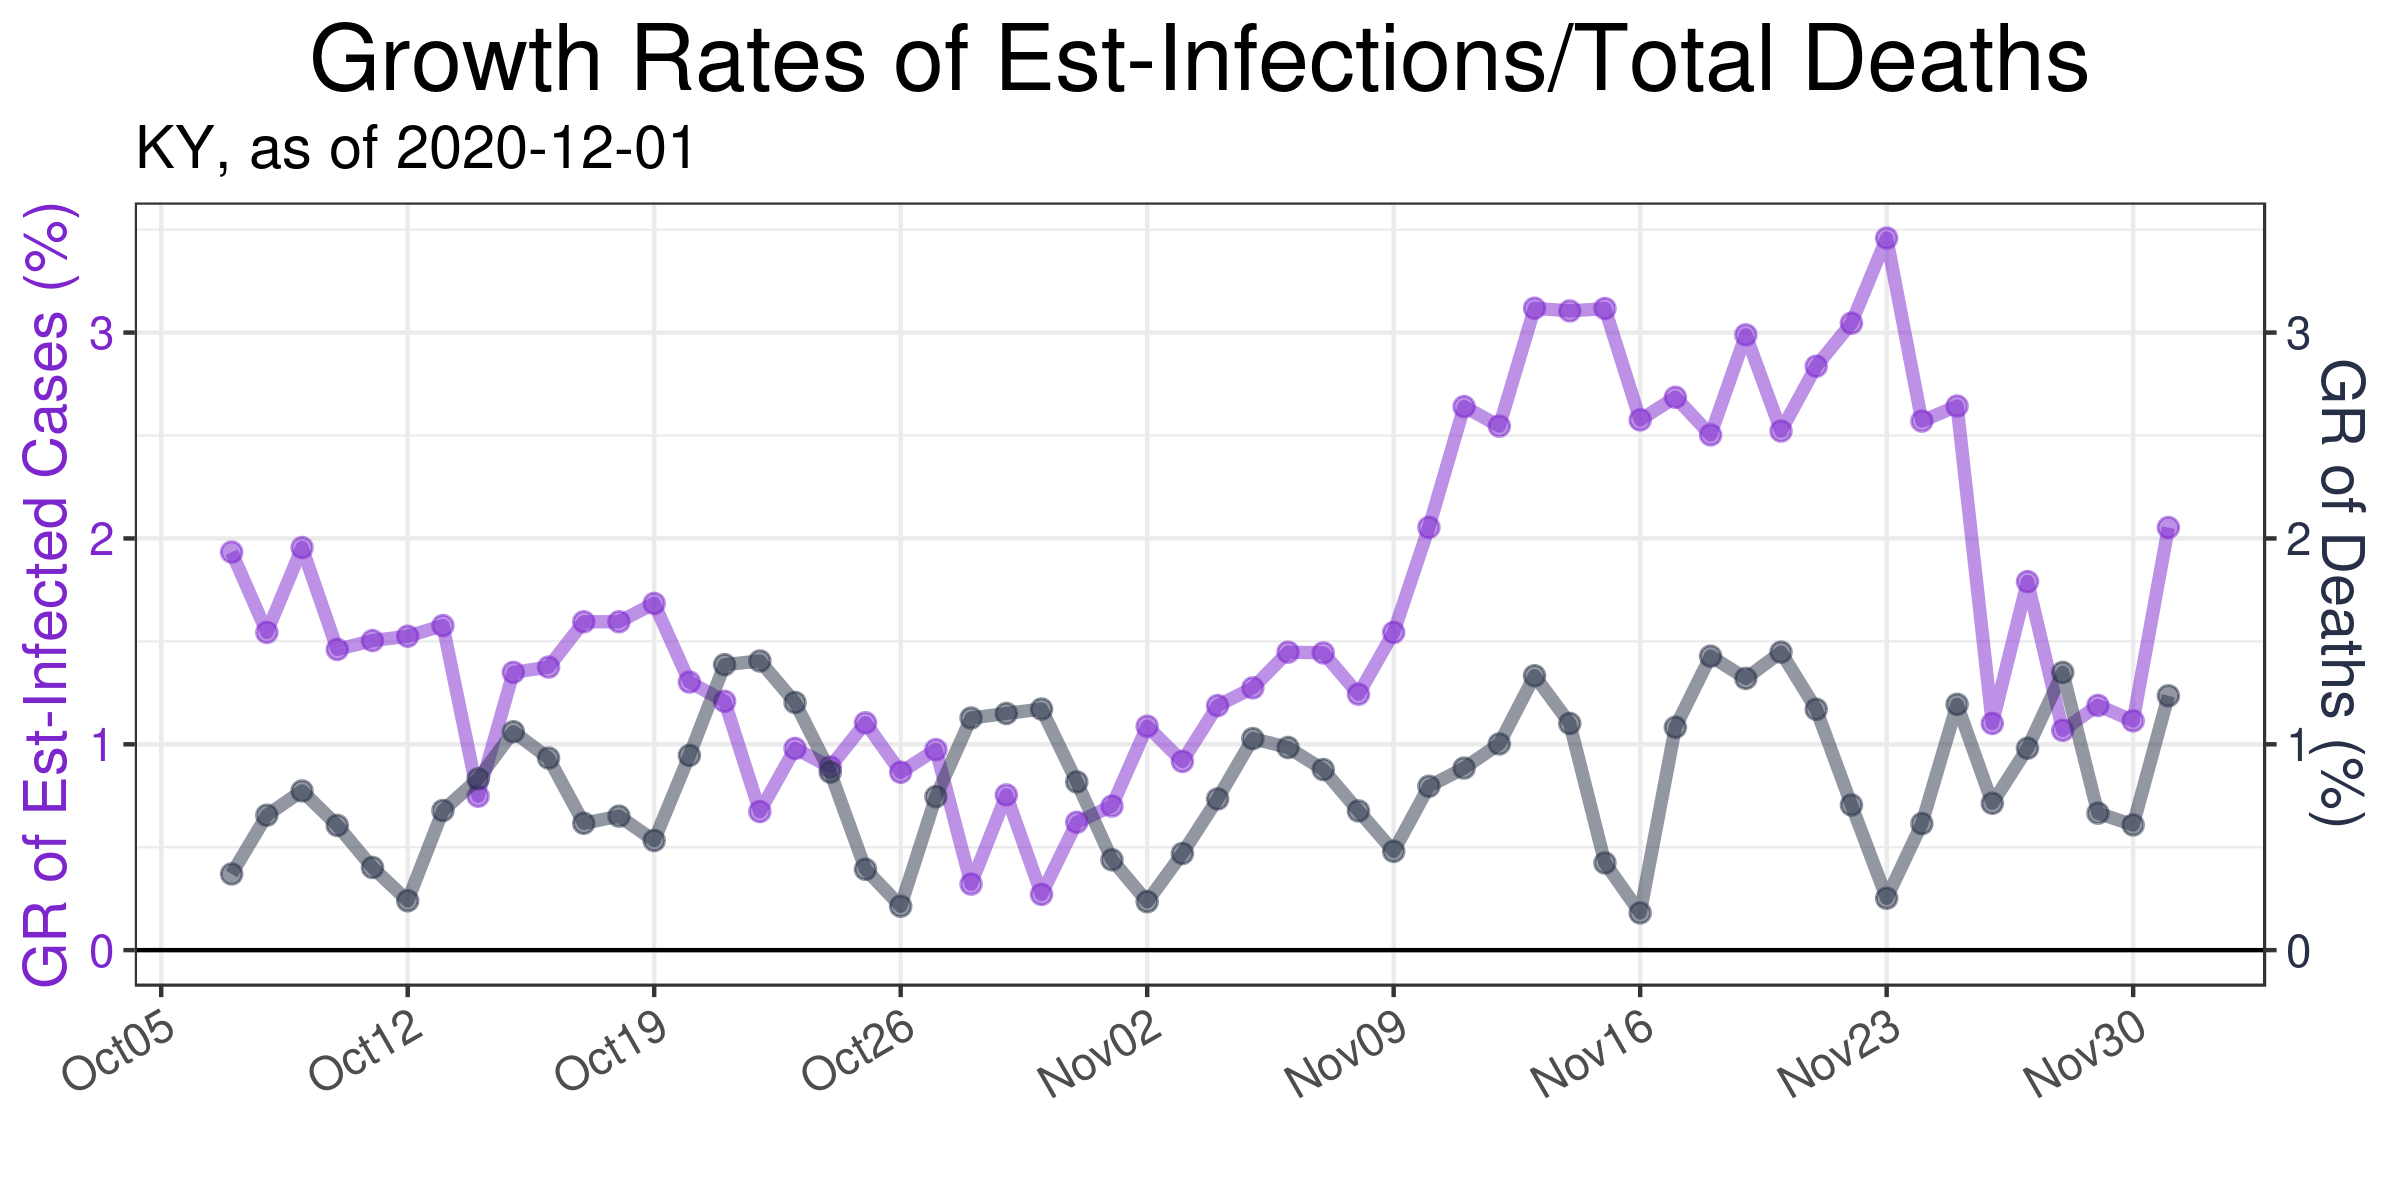 Growth Rates of Est-Infections/Total Deaths
KY, as of 2020-12-01
GR of Est-Infected Cases (%)
3
2
1
0
3
2
1
0
GR of Deaths (%)
Oct05
Oct12
Oct19
Oct26
Nov02
Nov09
Nov16
Nov23
Nov30